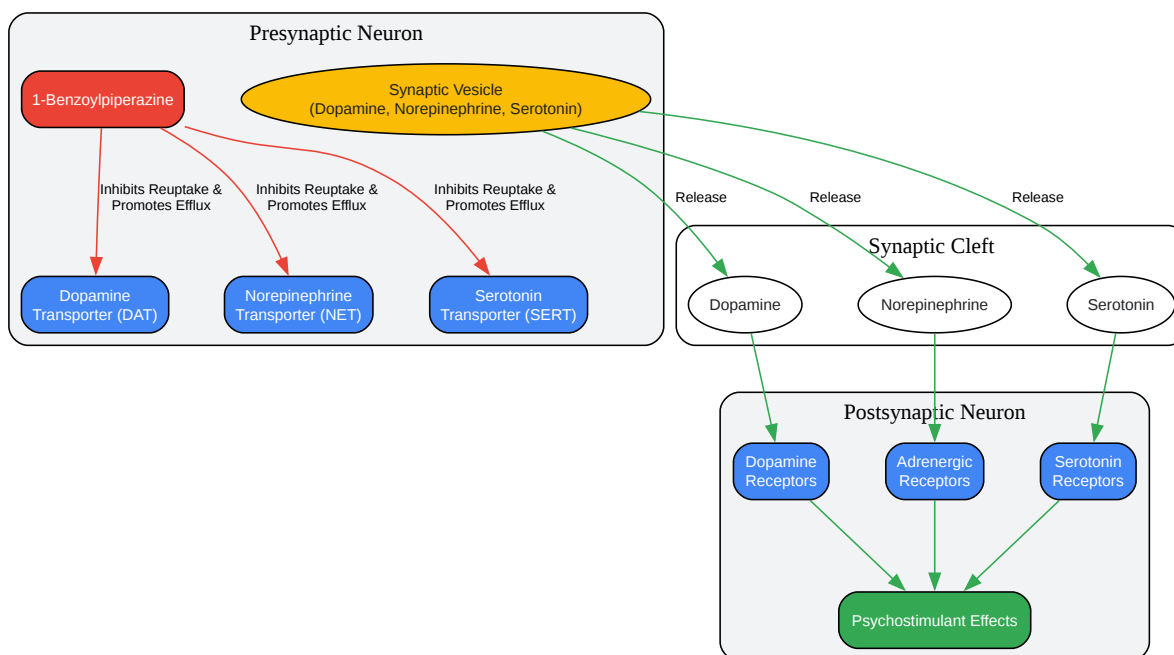 Presynaptic Neuron
1-Benzoylpiperazine
Synaptic Vesicle
(Dopamine, Norepinephrine, Serotonin)
Inhibits Reuptake &
Promotes Efflux
Inhibits Reuptake &
Promotes Efflux
Inhibits Reuptake &
Promotes Efflux
Release
Release
Release
Dopamine
Transporter (DAT)
Norepinephrine
Transporter (NET)
Serotonin
Transporter (SERT)
Synaptic Cleft
Dopamine
Norepinephrine
Serotonin
Postsynaptic Neuron
Dopamine
Receptors
Adrenergic
Receptors
Serotonin
Receptors
Psychostimulant Effects